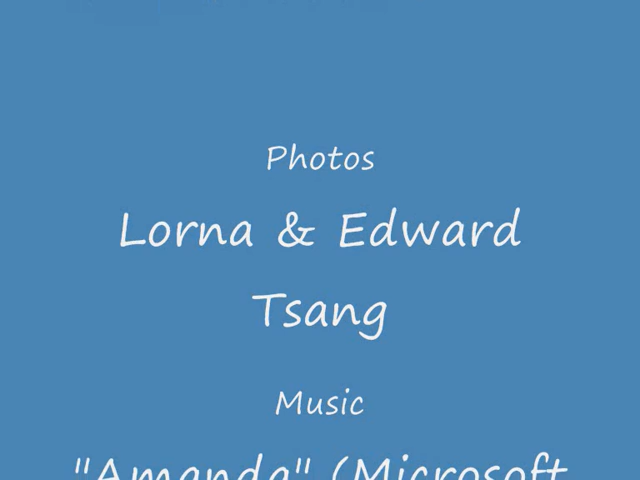 Photos
Lorna & Edward
Tsang
Music
"Amanda" (Microsoft